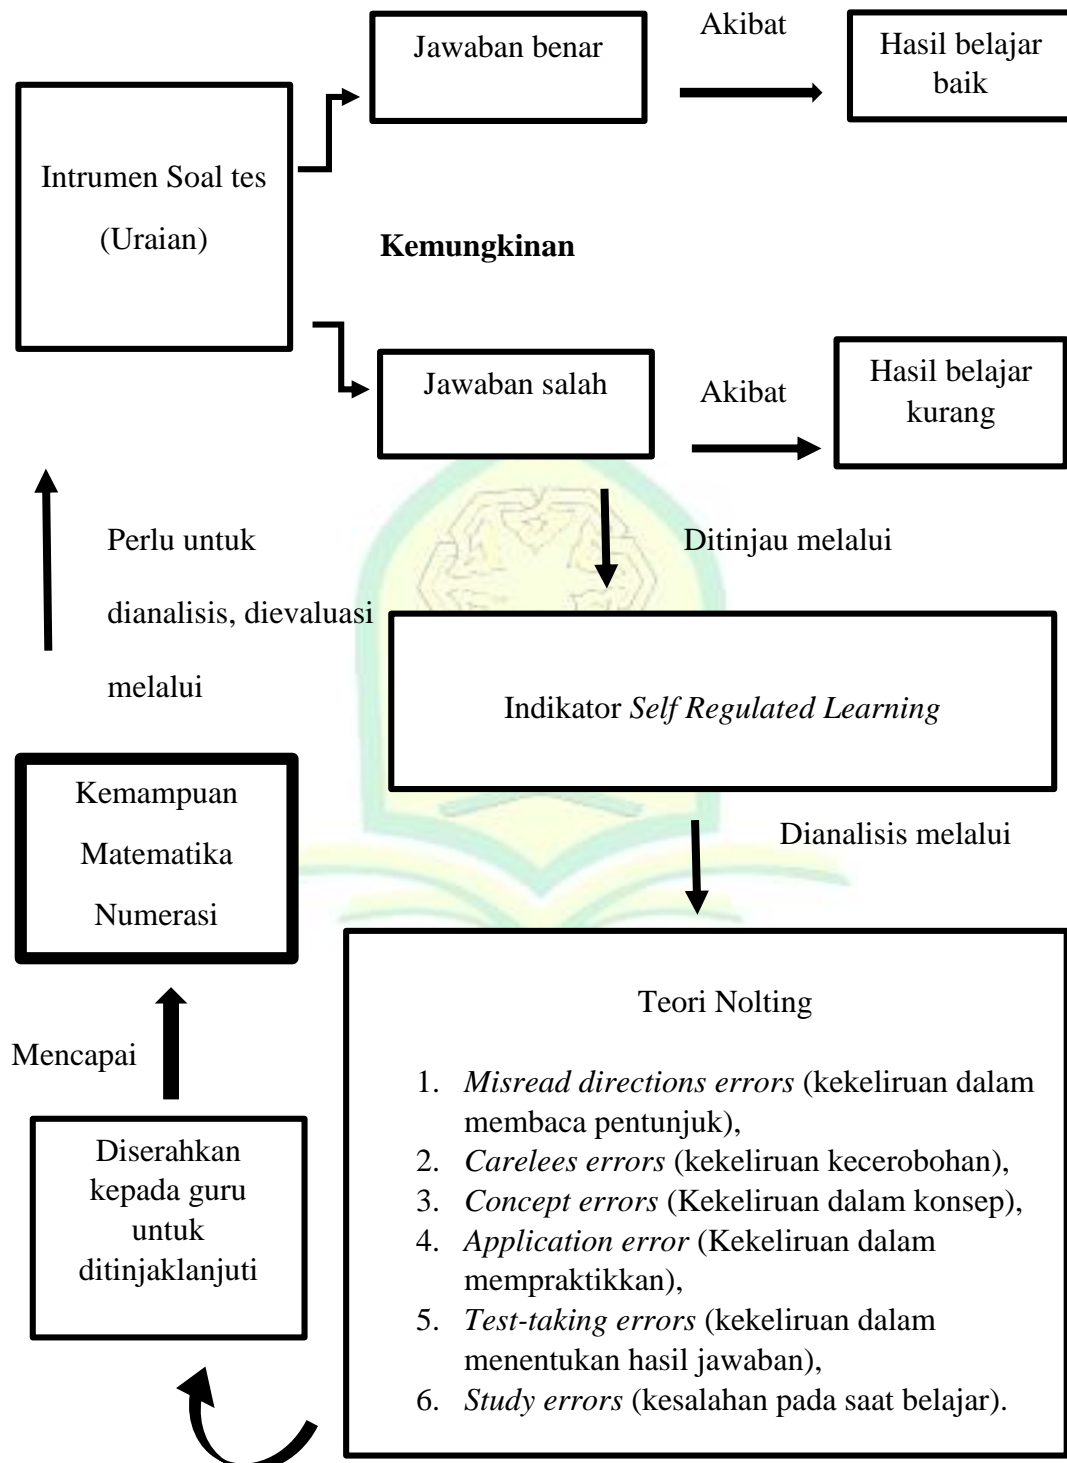 Jawaban benar
Akibat
Hasil belajar
baik
Intrumen Soal tes
(Uraian)
Kemungkinan
Jawaban salah
Akibat
Hasil belajar
kurang
Perlu untuk
dianalisis, dievaluasi
melalui
Ditinjau melalui
Indikator Self Regulated Learning
Kemampuan
Matematika
Numerasi
Dianalisis melalui
Mencapai
Diserahkan
kepada guru
untuk
ditinjaklanjuti
Teori Nolting
1. Misread directions errors (kekeliruan dalam
membaca pentunjuk),
2. Carelees errors (kekeliruan kecerobohan),
3. Concept errors (Kekeliruan dalam konsep),
4. Application error (Kekeliruan dalam
mempraktikkan),
5. Test-taking errors (kekeliruan dalam
menentukan hasil jawaban),
6. Study errors (kesalahan pada saat belajar).